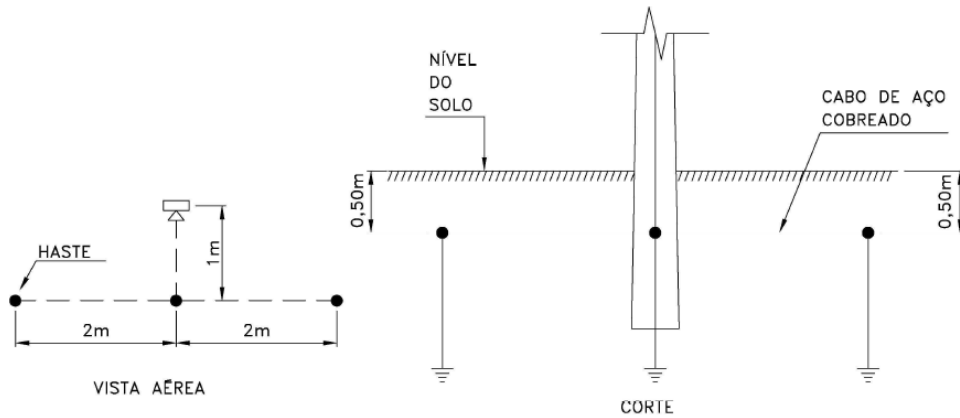 HASTE
1m
2m
2m
VISTA AÉREA
NÍVEL
DO
SOLO
CABO DE AÇO
COBREADO
0,50m
0,50m
CORTE